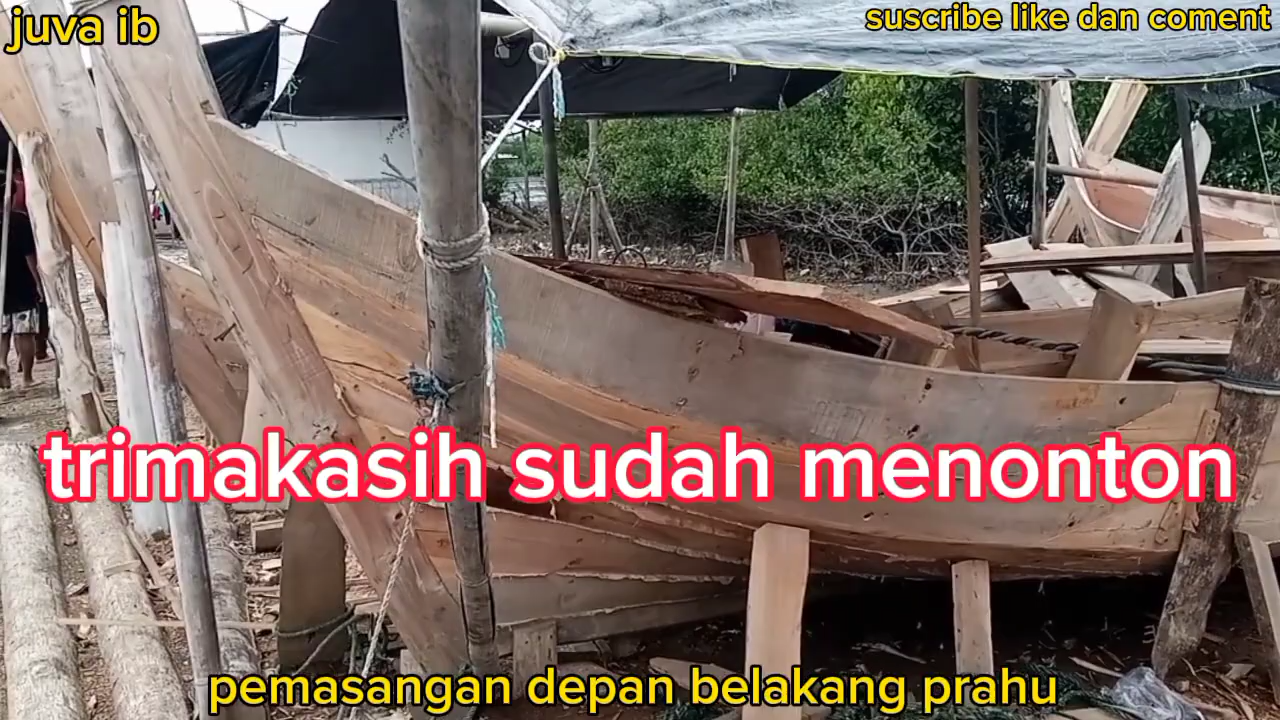 juva ib
suscribe like dan coment
trimakasih sudah menonton
pemasangan depan belakang prahu